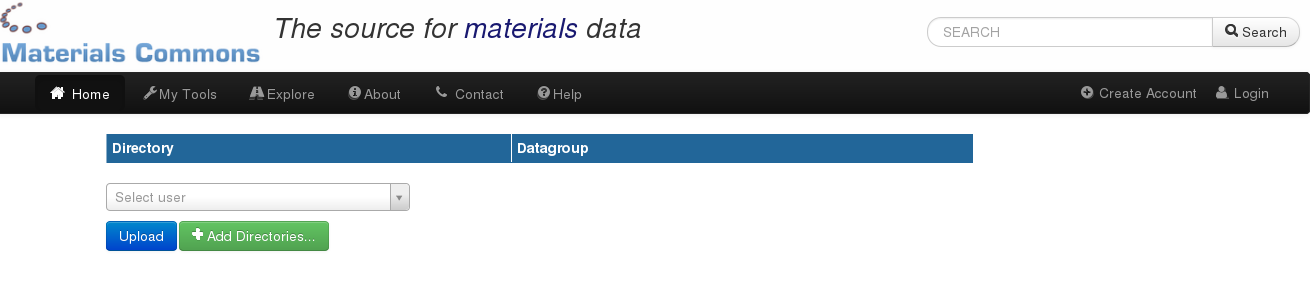 Materials Commons
The source for materials data
SEARCH
Search
Home
My Tools
Explore
About
Contact
Help
Create Account
Login
Directory
Datagroup
Select user
Upload
Add Directories...